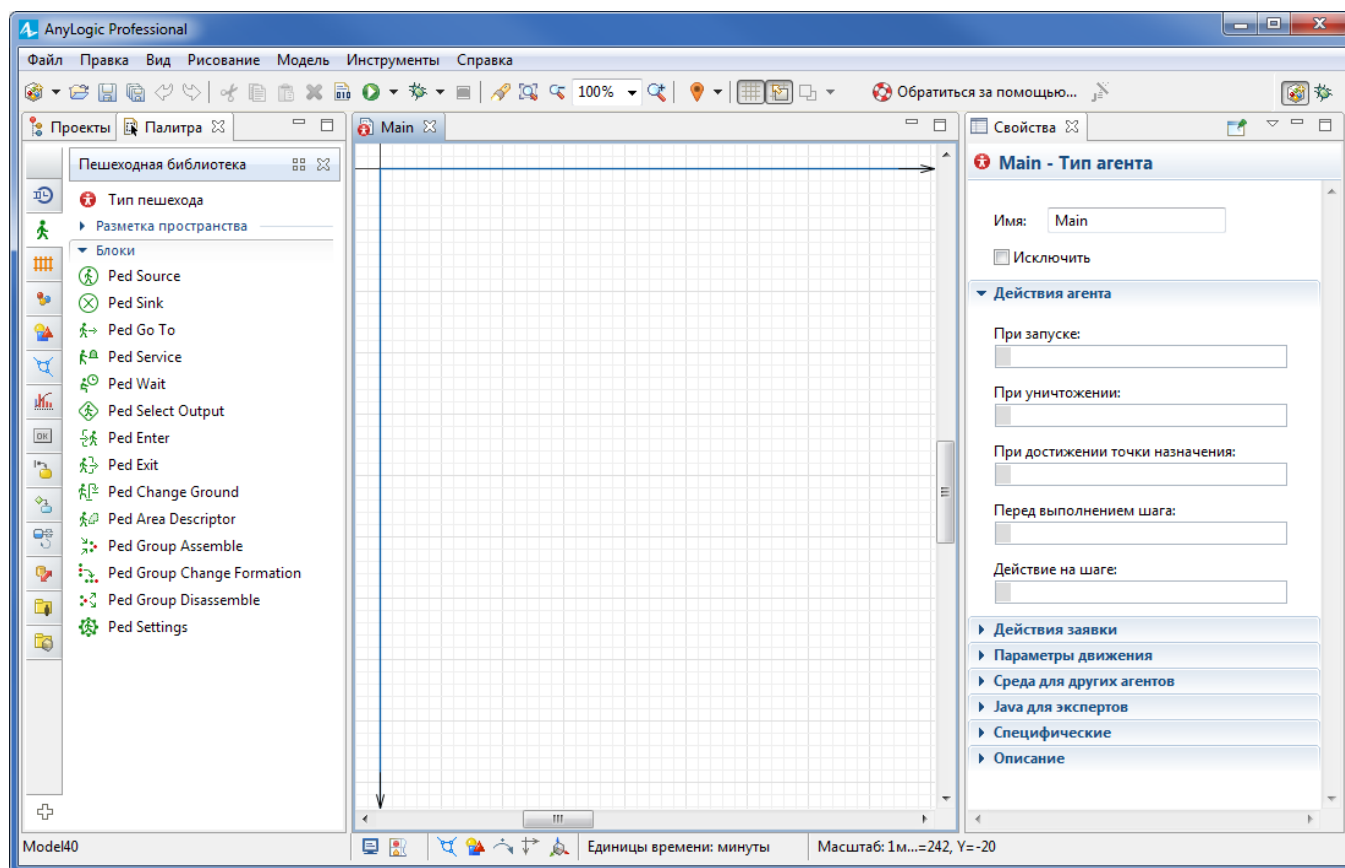 AnyLogic Professional
Файл Правка Вид Рисование Модель Инструменты Справка
100% Обратиться за помощью...
Проекты Палитра Main Свойства
Пешеходная библиотека
Тип пешехода
Разметка пространства
Блоки
Ped Source
Ped Sink
Ped Go To
Ped Service
Ped Wait
Ped Select Output
Ped Enter
Ped Exit
Ped Change Ground
Ped Area Descriptor
Ped Group Assemble
Ped Group Change Formation
Ped Group Disassemble
Ped Settings
OK
Main - Тип агента
Имя: Main
Исключить
Действия агента
При запуске:
При уничтожении:
При достижении точки назначения:
Перед выполнением шага:
Действие на шаге:
Действия заявки
Параметры движения
Среда для других агентов
Java для экспертов
Специфические
Описание
Model40 Единицы времени: минуты Масштаб: 1м...=242, Y=-20